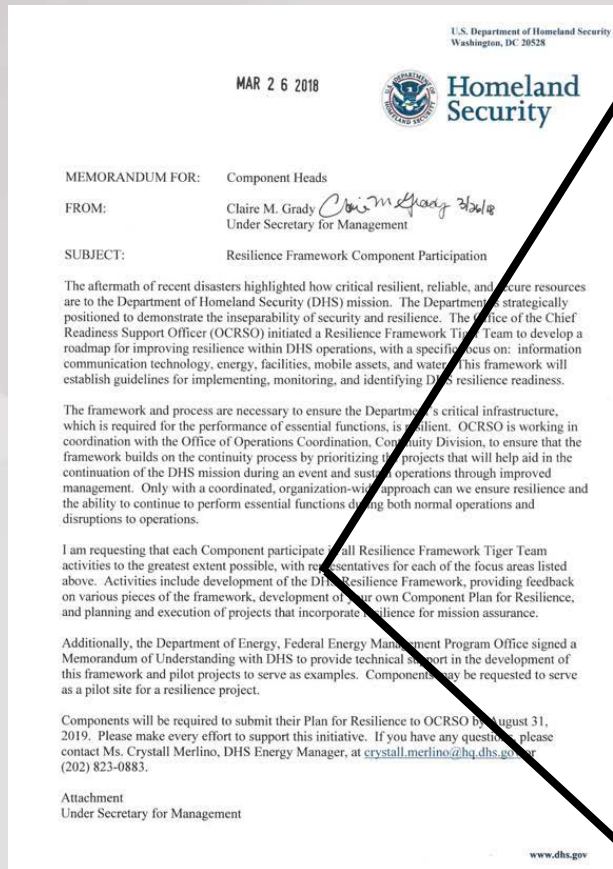 U.S. Department of Homeland Security
Washington, DC 20528
MAR 2 6 2018
Homeland
Security
MEMORANDUM FOR: Component Heads
FROM: Claire M. Grady Claire M Grady 3/26/18
Under Secretary for Management
SUBJECT: Resilience Framework Component Participation
The aftermath of recent disasters highlighted how critical resilient, reliable, and secure resources
are to the Department of Homeland Security (DHS) mission. The Department is strategically
positioned to demonstrate the inseparability of security and resilience. The Office of the Chief
Readiness Support Officer (OCRSO) initiated a Resilience Framework Tiger Team to develop a
roadmap for improving resilience within DHS operations, with a specific focus on: information
communication technology, energy, facilities, mobile assets, and water. This framework will
establish guidelines for implementing, monitoring, and identifying DHS resilience readiness.
The framework and process are necessary to ensure the Department's critical infrastructure,
which is required for the performance of essential functions, is resilient. OCRSO is working in
coordination with the Office of Operations Coordination, Continuity Division, to ensure that the
framework builds on the continuity process by prioritizing the projects that will help aid in the
continuation of the DHS mission during an event and sustain operations through improved
management. Only with a coordinated, organization-wide approach can we ensure resilience and
the ability to continue to perform essential functions during both normal operations and
disruptions to operations.
I am requesting that each Component participate in all Resilience Framework Tiger Team
activities to the greatest extent possible, with representatives for each of the focus areas listed
above. Activities include development of the DHS Resilience Framework, providing feedback
on various pieces of the framework, development of your own Component Plan for Resilience,
and planning and execution of projects that incorporate resilience for mission assurance.
Additionally, the Department of Energy, Federal Energy Management Program Office signed a
Memorandum of Understanding with DHS to provide technical support in the development of
this framework and pilot projects to serve as examples. Components may be requested to serve
as a pilot site for a resilience project.
Components will be required to submit their Plan for Resilience to OCRSO by August 31,
2019. Please make every effort to support this initiative. If you have any questions, please
contact Ms. Crystall Merlino, DHS Energy Manager, at crystall.merlino@hq.dhs.gov or
(202) 823-0883.
Attachment
Under Secretary for Management
www.dhs.gov